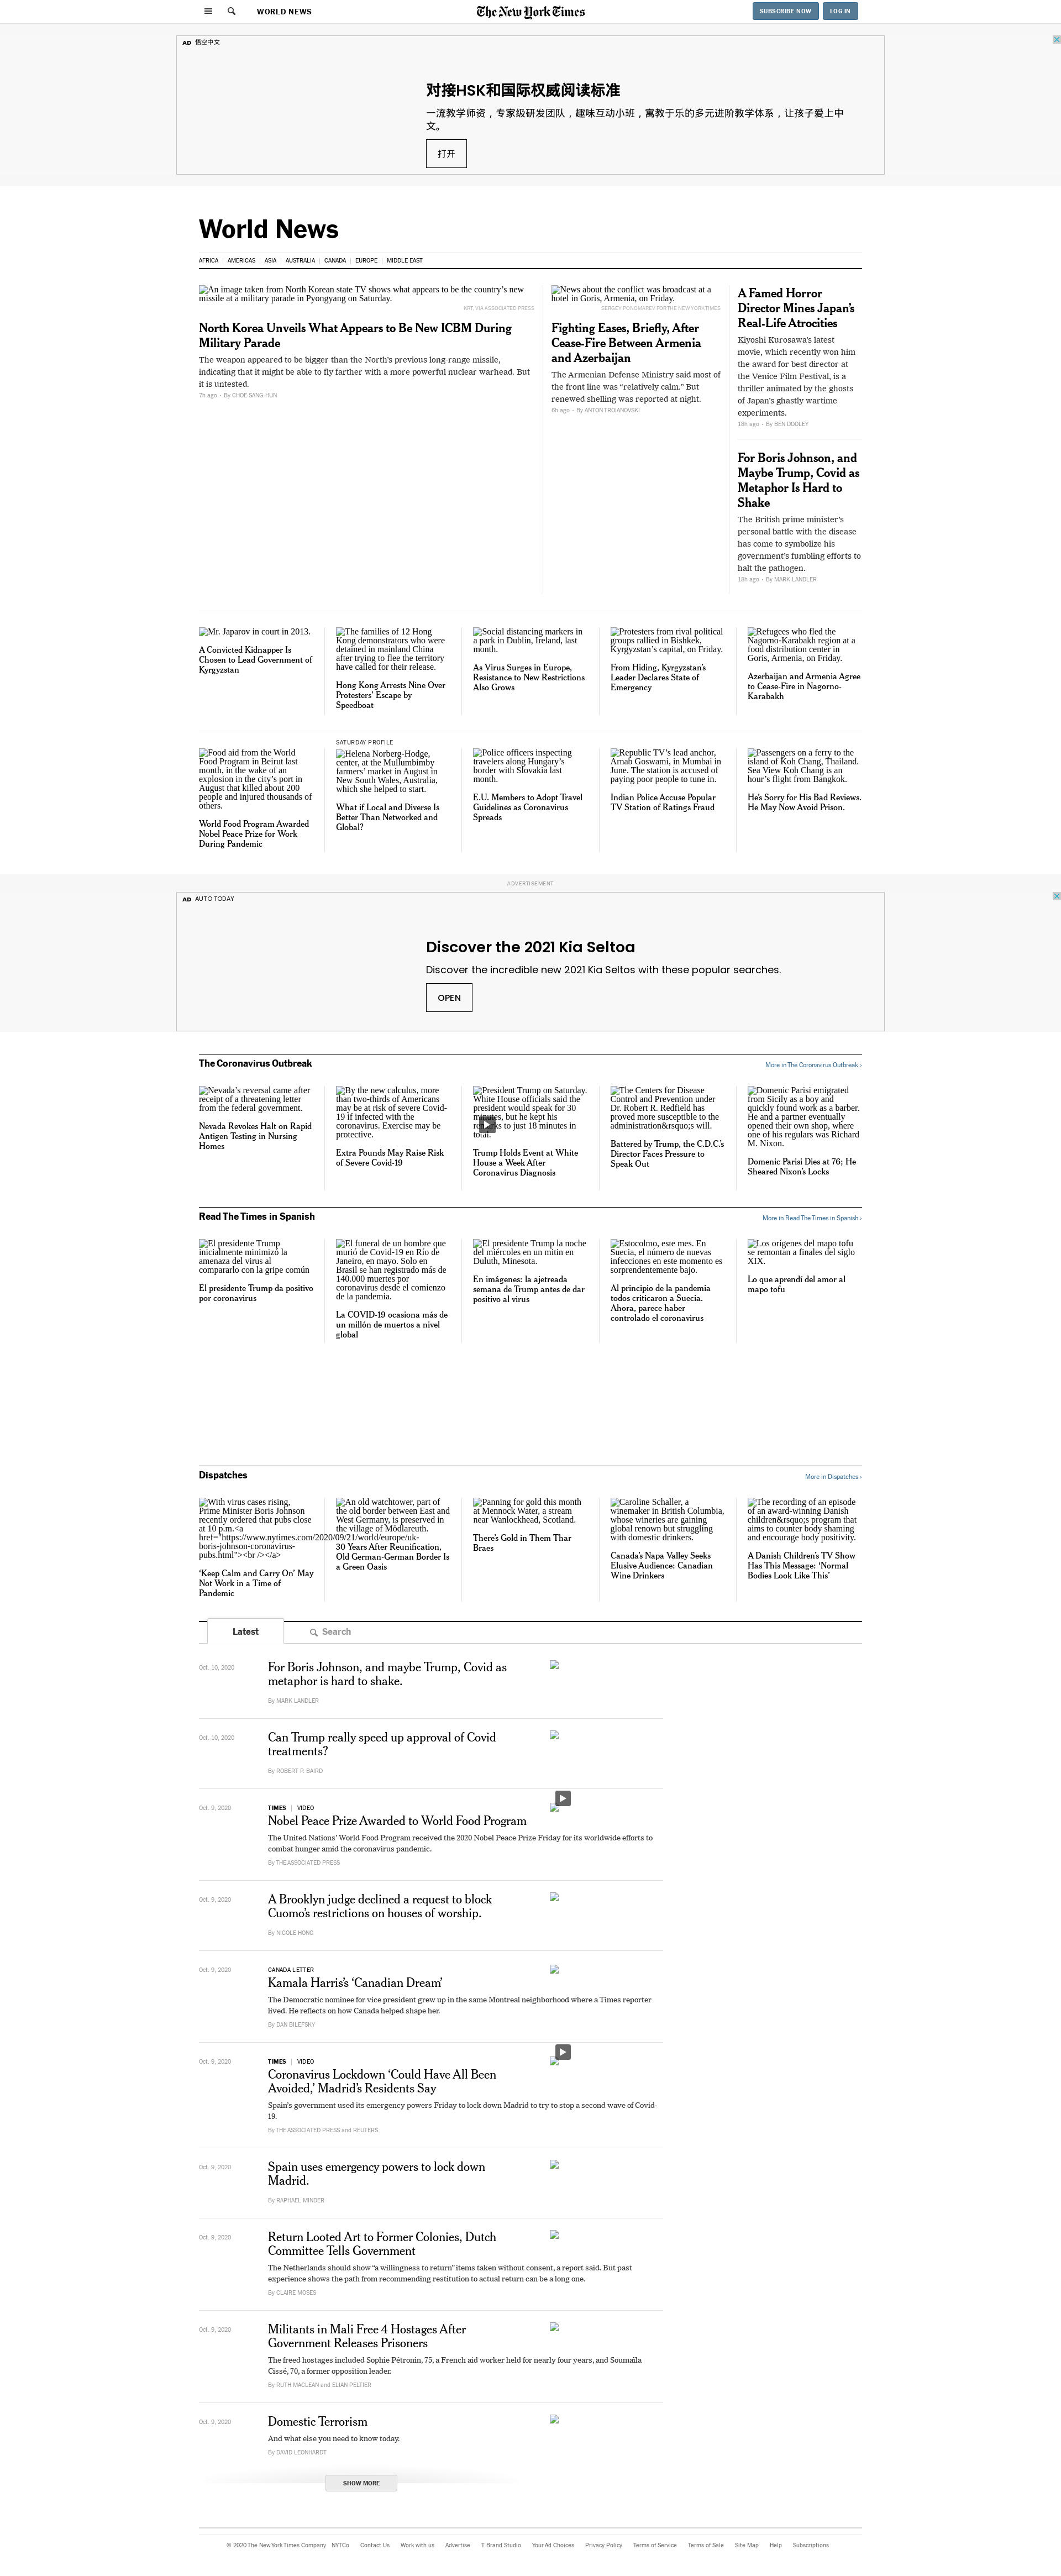 WORLD NEWS
The New York Times
SUBSCRIBE NOW
LOG IN
AD 悟空中文
对接HSK和国际权威阅读标准
一流教学师资，专家级研发团队，趣味互动小班，寓教于乐的多元进阶教学体系，让孩子爱上中
文。
打开
World News
AFRICA | AMERICAS | ASIA | AUSTRALIA | CANADA | EUROPE | MIDDLE EAST
An image taken from North Korean state TV shows what appears to be the country's new
missile at a military parade in Pyongyang on Saturday.
KRT, VIA ASSOCIATED PRESS
North Korea Unveils What Appears to Be New ICBM During
Military Parade
The weapon appeared to be bigger than the North's previous long-range missile,
indicating that it might be able to fly farther with a more powerful nuclear warhead. But
it is untested.
7h ago · By CHOE SANG-HUN
News about the conflict was broadcast at a
hotel in Goris, Armenia, on Friday.
SERGEY PONOMAREV FOR THE NEW YORK TIMES
Fighting Eases, Briefly, After
Cease-Fire Between Armenia
and Azerbaijan
The Armenian Defense Ministry said most of
the front line was “relatively calm.” But
renewed shelling was reported at night.
6h ago · By ANTON TROIANOVSKI
A Famed Horror
Director Mines Japan's
Real-Life Atrocities
Kiyoshi Kurosawa's latest
movie, which recently won him
the award for best director at
the Venice Film Festival, is a
thriller animated by the ghosts
of Japan's ghastly wartime
experiments.
18h ago · By BEN DOOLEY
For Boris Johnson, and
Maybe Trump, Covid as
Metaphor Is Hard to
Shake
The British prime minister's
personal battle with the disease
has come to symbolize his
government's fumbling efforts to
halt the pathogen.
18h ago · By MARK LANDLER
Mr. Japarov in court in 2013.
A Convicted Kidnapper Is
Chosen to Lead Government of
Kyrgyzstan
The families of 12 Hong
Kong demonstrators who were
detained in mainland China
after trying to flee the territory
have called for their release.
Hong Kong Arrests Nine Over
Protesters' Escape by
Speedboat
Social distancing markers in
a park in Dublin, Ireland, last
month.
As Virus Surges in Europe,
Resistance to New Restrictions
Also Grows
Protesters from rival political
groups rallied in Bishkek,
Kyrgyzstan's capital, on Friday.
From Hiding, Kyrgyzstan's
Leader Declares State of
Emergency
Refugees who fled the
Nagorno-Karabakh region at a
food distribution center in
Goris, Armenia, on Friday.
Azerbaijan and Armenia Agree
to Cease-Fire in Nagorno-
Karabakh
Food aid from the World
Food Program in Beirut last
month, in the wake of an
explosion in the city's port in
August that killed about 200
people and injured thousands of
others.
World Food Program Awarded
Nobel Peace Prize for Work
During Pandemic
SATURDAY PROFILE
Helena Norberg-Hodge,
center, at the Mullumbimby
farmers' market in August in
New South Wales, Australia,
which she helped to start.
What if Local and Diverse Is
Better Than Networked and
Global?
Police officers inspecting
travelers along Hungary's
border with Slovakia last
month.
E.U. Members to Adopt Travel
Guidelines as Coronavirus
Spreads
Republic TV's lead anchor,
Arnab Goswami, in Mumbai in
June. The station is accused of
paying poor people to tune in.
Indian Police Accuse Popular
TV Station of Ratings Fraud
Passengers on a ferry to the
island of Koh Chang, Thailand.
Sea View Koh Chang is an
hour's flight from Bangkok.
He's Sorry for His Bad Reviews.
He May Now Avoid Prison.
ADVERTISEMENT
AD AUTO TODAY
Discover the 2021 Kia Seltoa
Discover the incredible new 2021 Kia Seltos with these popular searches.
OPEN
The Coronavirus Outbreak
More in The Coronavirus Outbreak ›
Nevada's reversal came after
receipt of a threatening letter
from the federal government.
Nevada Revokes Halt on Rapid
Antigen Testing in Nursing
Homes
By the new calculus, more
than two-thirds of Americans
may be at risk of severe Covid-
19 if infected with the
coronavirus. Exercise may be
protective.
Extra Pounds May Raise Risk
of Severe Covid-19
President Trump on Saturday.
White House officials said the
president would speak for 30
minutes, but he kept his
remarks to just 18 minutes in
total.
Trump Holds Event at White
House a Week After
Coronavirus Diagnosis
The Centers for Disease
Control and Prevention under
Dr. Robert R. Redfield has
proved more susceptible to the
administration&rsquo;s will.
Battered by Trump, the C.D.C.'s
Director Faces Pressure to
Speak Out
Domenic Parisi emigrated
from Sicily as a boy and
quickly found work as a barber.
He and a partner eventually
opened their own shop, where
one of his regulars was Richard
M. Nixon.
Domenic Parisi Dies at 76; He
Sheared Nixon's Locks
Read The Times in Spanish
More in Read The Times in Spanish ›
El presidente Trump
inicialmente minimizó la
amenaza del virus al
compararlo con la gripe común
El presidente Trump da positivo
por coronavirus
El funeral de un hombre que
murió de Covid-19 en Río de
Janeiro, en mayo. Solo en
Brasil se han registrado más de
140.000 muertes por
coronavirus desde el comienzo
de la pandemia.
La COVID-19 ocasiona más de
un millón de muertos a nivel
global
El presidente Trump la noche
del miércoles en un mitin en
Duluth, Minesota.
En imágenes: la ajetreada
semana de Trump antes de dar
positivo al virus
Estocolmo, este mes. En
Suecia, el número de nuevas
infecciones en este momento es
sorprendentemente bajo.
Al principio de la pandemia
todos criticaron a Suecia.
Ahora, parece haber
controlado el coronavirus
Los orígenes del mapo tofu
se remontan a finales del siglo
XIX.
Lo que aprendí del amor al
mapo tofu
Dispatches
More in Dispatches ›
With virus cases rising,
Prime Minister Boris Johnson
recently ordered that pubs close
at 10 p.m.<a
href="https://www.nytimes.com/2020/09/21/world/europe/uk-
boris-johnson-coronavirus-
pubs.html"><br /></a>
‘Keep Calm and Carry On’ May
Not Work in a Time of
Pandemic
An old watchtower, part of
the old border between East and
West Germany, is preserved in
the village of Mödlareuth.
30 Years After Reunification,
Old German-German Border Is
a Green Oasis
Panning for gold this month
at Mennock Water, a stream
near Wanlockhead, Scotland.
There's Gold in Them Thar
Braes
Caroline Schaller, a
winemaker in British Columbia,
whose wineries are gaining
global renown but struggling
with domestic drinkers.
Canada's Napa Valley Seeks
Elusive Audience: Canadian
Wine Drinkers
The recording of an episode
of an award-winning Danish
children&rsquo;s program that
aims to counter body shaming
and encourage body positivity.
A Danish Children's TV Show
Has This Message: ‘Normal
Bodies Look Like This’
Latest
Search
Oct. 10, 2020
For Boris Johnson, and maybe Trump, Covid as
metaphor is hard to shake.
By MARK LANDLER
Oct. 10, 2020
Can Trump really speed up approval of Covid
treatments?
By ROBERT P. BAIRD
Oct. 9, 2020
TIMES | VIDEO
Nobel Peace Prize Awarded to World Food Program
The United Nations' World Food Program received the 2020 Nobel Peace Prize Friday for its worldwide efforts to
combat hunger amid the coronavirus pandemic.
By THE ASSOCIATED PRESS
Oct. 9, 2020
A Brooklyn judge declined a request to block
Cuomo's restrictions on houses of worship.
By NICOLE HONG
Oct. 9, 2020
CANADA LETTER
Kamala Harris's ‘Canadian Dream’
The Democratic nominee for vice president grew up in the same Montreal neighborhood where a Times reporter
lived. He reflects on how Canada helped shape her.
By DAN BILEFSKY
Oct. 9, 2020
TIMES | VIDEO
Coronavirus Lockdown ‘Could Have All Been
Avoided,’ Madrid's Residents Say
Spain's government used its emergency powers Friday to lock down Madrid to try to stop a second wave of Covid-
19.
By THE ASSOCIATED PRESS and REUTERS
Oct. 9, 2020
Spain uses emergency powers to lock down
Madrid.
By RAPHAEL MINDER
Oct. 9, 2020
Return Looted Art to Former Colonies, Dutch
Committee Tells Government
The Netherlands should show “a willingness to return” items taken without consent, a report said. But past
experience shows the path from recommending restitution to actual return can be a long one.
By CLAIRE MOSES
Oct. 9, 2020
Militants in Mali Free 4 Hostages After
Government Releases Prisoners
The freed hostages included Sophie Pétronin, 75, a French aid worker held for nearly four years, and Soumaïla
Cissé, 70, a former opposition leader.
By RUTH MACLEAN and ELIAN PELTIER
Oct. 9, 2020
Domestic Terrorism
And what else you need to know today.
By DAVID LEONHARDT
SHOW MORE
© 2020 The New York Times Company NYTCo Contact Us Work with us Advertise T Brand Studio Your Ad Choices Privacy Policy Terms of Service Terms of Sale Site Map Help Subscriptions